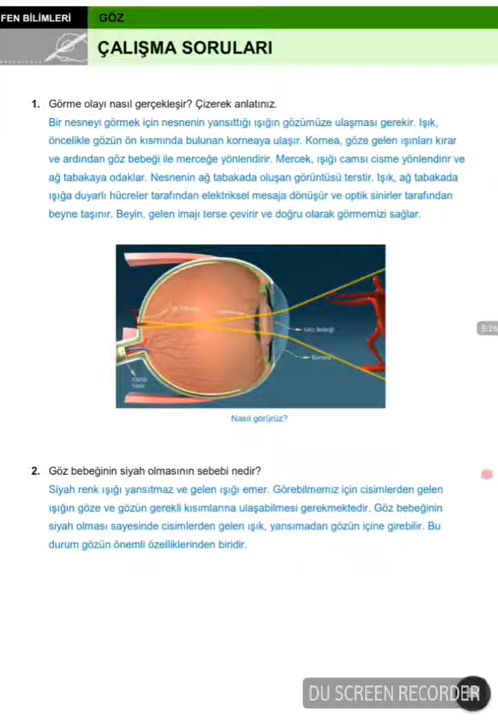 FEN BİLİMLERİ
GÖZ
ÇALIŞMA SORULARI
1. Görme olayı nasıl gerçekleşir? Çizerek anlatınız.
Bir nesneyi görmek için nesnenin yansıttığı ışığın gözümüze ulaşması gerekir. Işık,
öncelikle gözün ön kısmında bulunan korneaya ulaşır. Kornea, göze gelen ışınları kırar
ve ardından göz bebeği ile merceğe yönlendirir. Mercek, ışığı camsı cisme yönlendirir ve
ağ tabakaya odaklar. Nesnenin ağ tabakada oluşan görüntüsü terstir. Işık, ağ tabakada
ışığa duyarlı hücreler tarafından elektriksel mesaja dönüşür ve optik sinirler tarafından
beyne taşınır. Beyin, gelen imajı terse çevirir ve doğru olarak görmemizi sağlar.
Göz Bebeği
Kornea
Optik
Sinir
Nasıl görürüz?
5:26
2. Göz bebeğinin siyah olmasının sebebi nedir?
Siyah renk ışığı yansıtmaz ve gelen ışığı emer. Görebilmemiz için cisimlerden gelen
ışığın göze ve gözün gerekli kısımlarına ulaşabilmesi gerekmektedir. Göz bebeğinin
siyah olması sayesinde cisimlerden gelen ışık, yansımadan gözün içine girebilir. Bu
durum gözün önemli özelliklerinden biridir.
DU SCREEN RECORDER